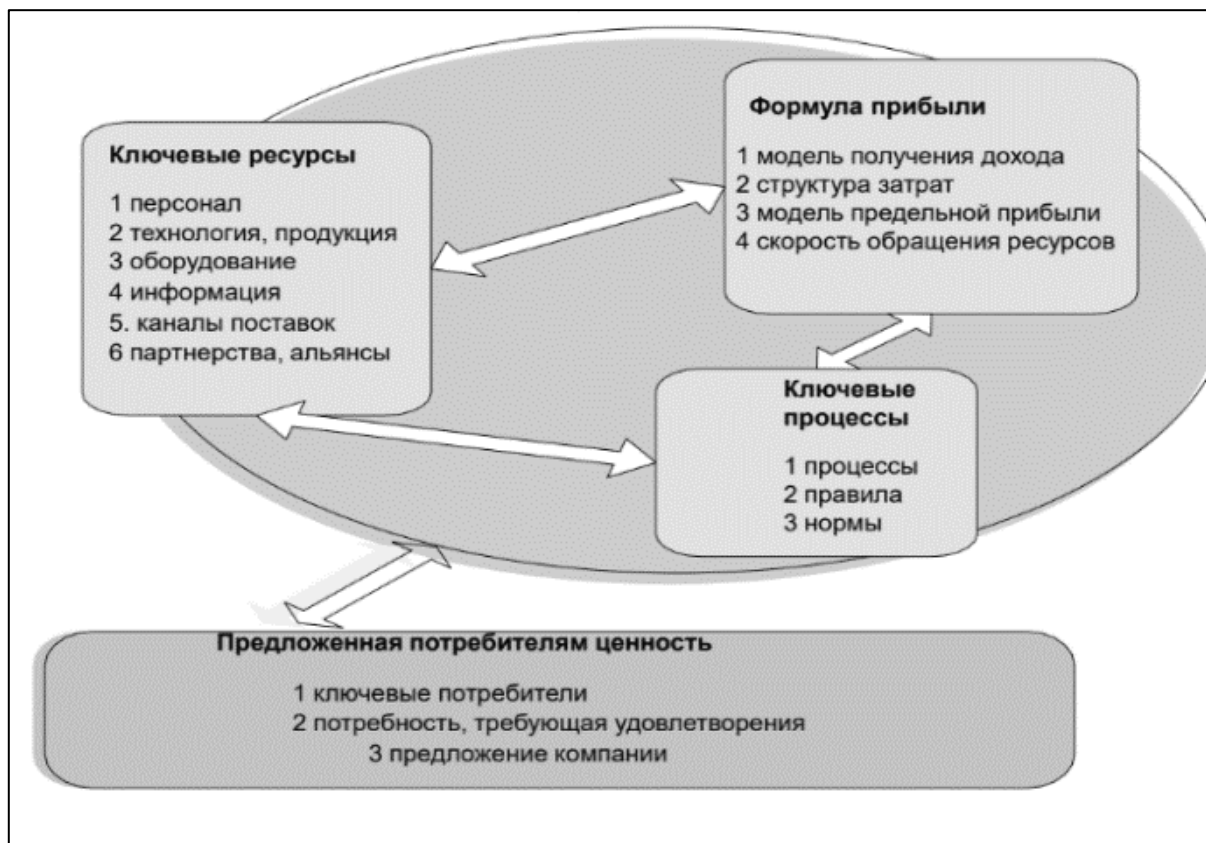 Ключевые ресурсы
1 персонал
2 технология, продукция
3 оборудование
4 информация
5. каналы поставок
6 партнерства, альянсы
Формула прибыли
1 модель получения дохода
2 структура затрат
3 модель предельной прибыли
4 скорость обращения ресурсов
Ключевые
процессы
1 процессы
2 правила
3 нормы
Предложенная потребителям ценность
1 ключевые потребители
2 потребность, требующая удовлетворения
3 предложение компании